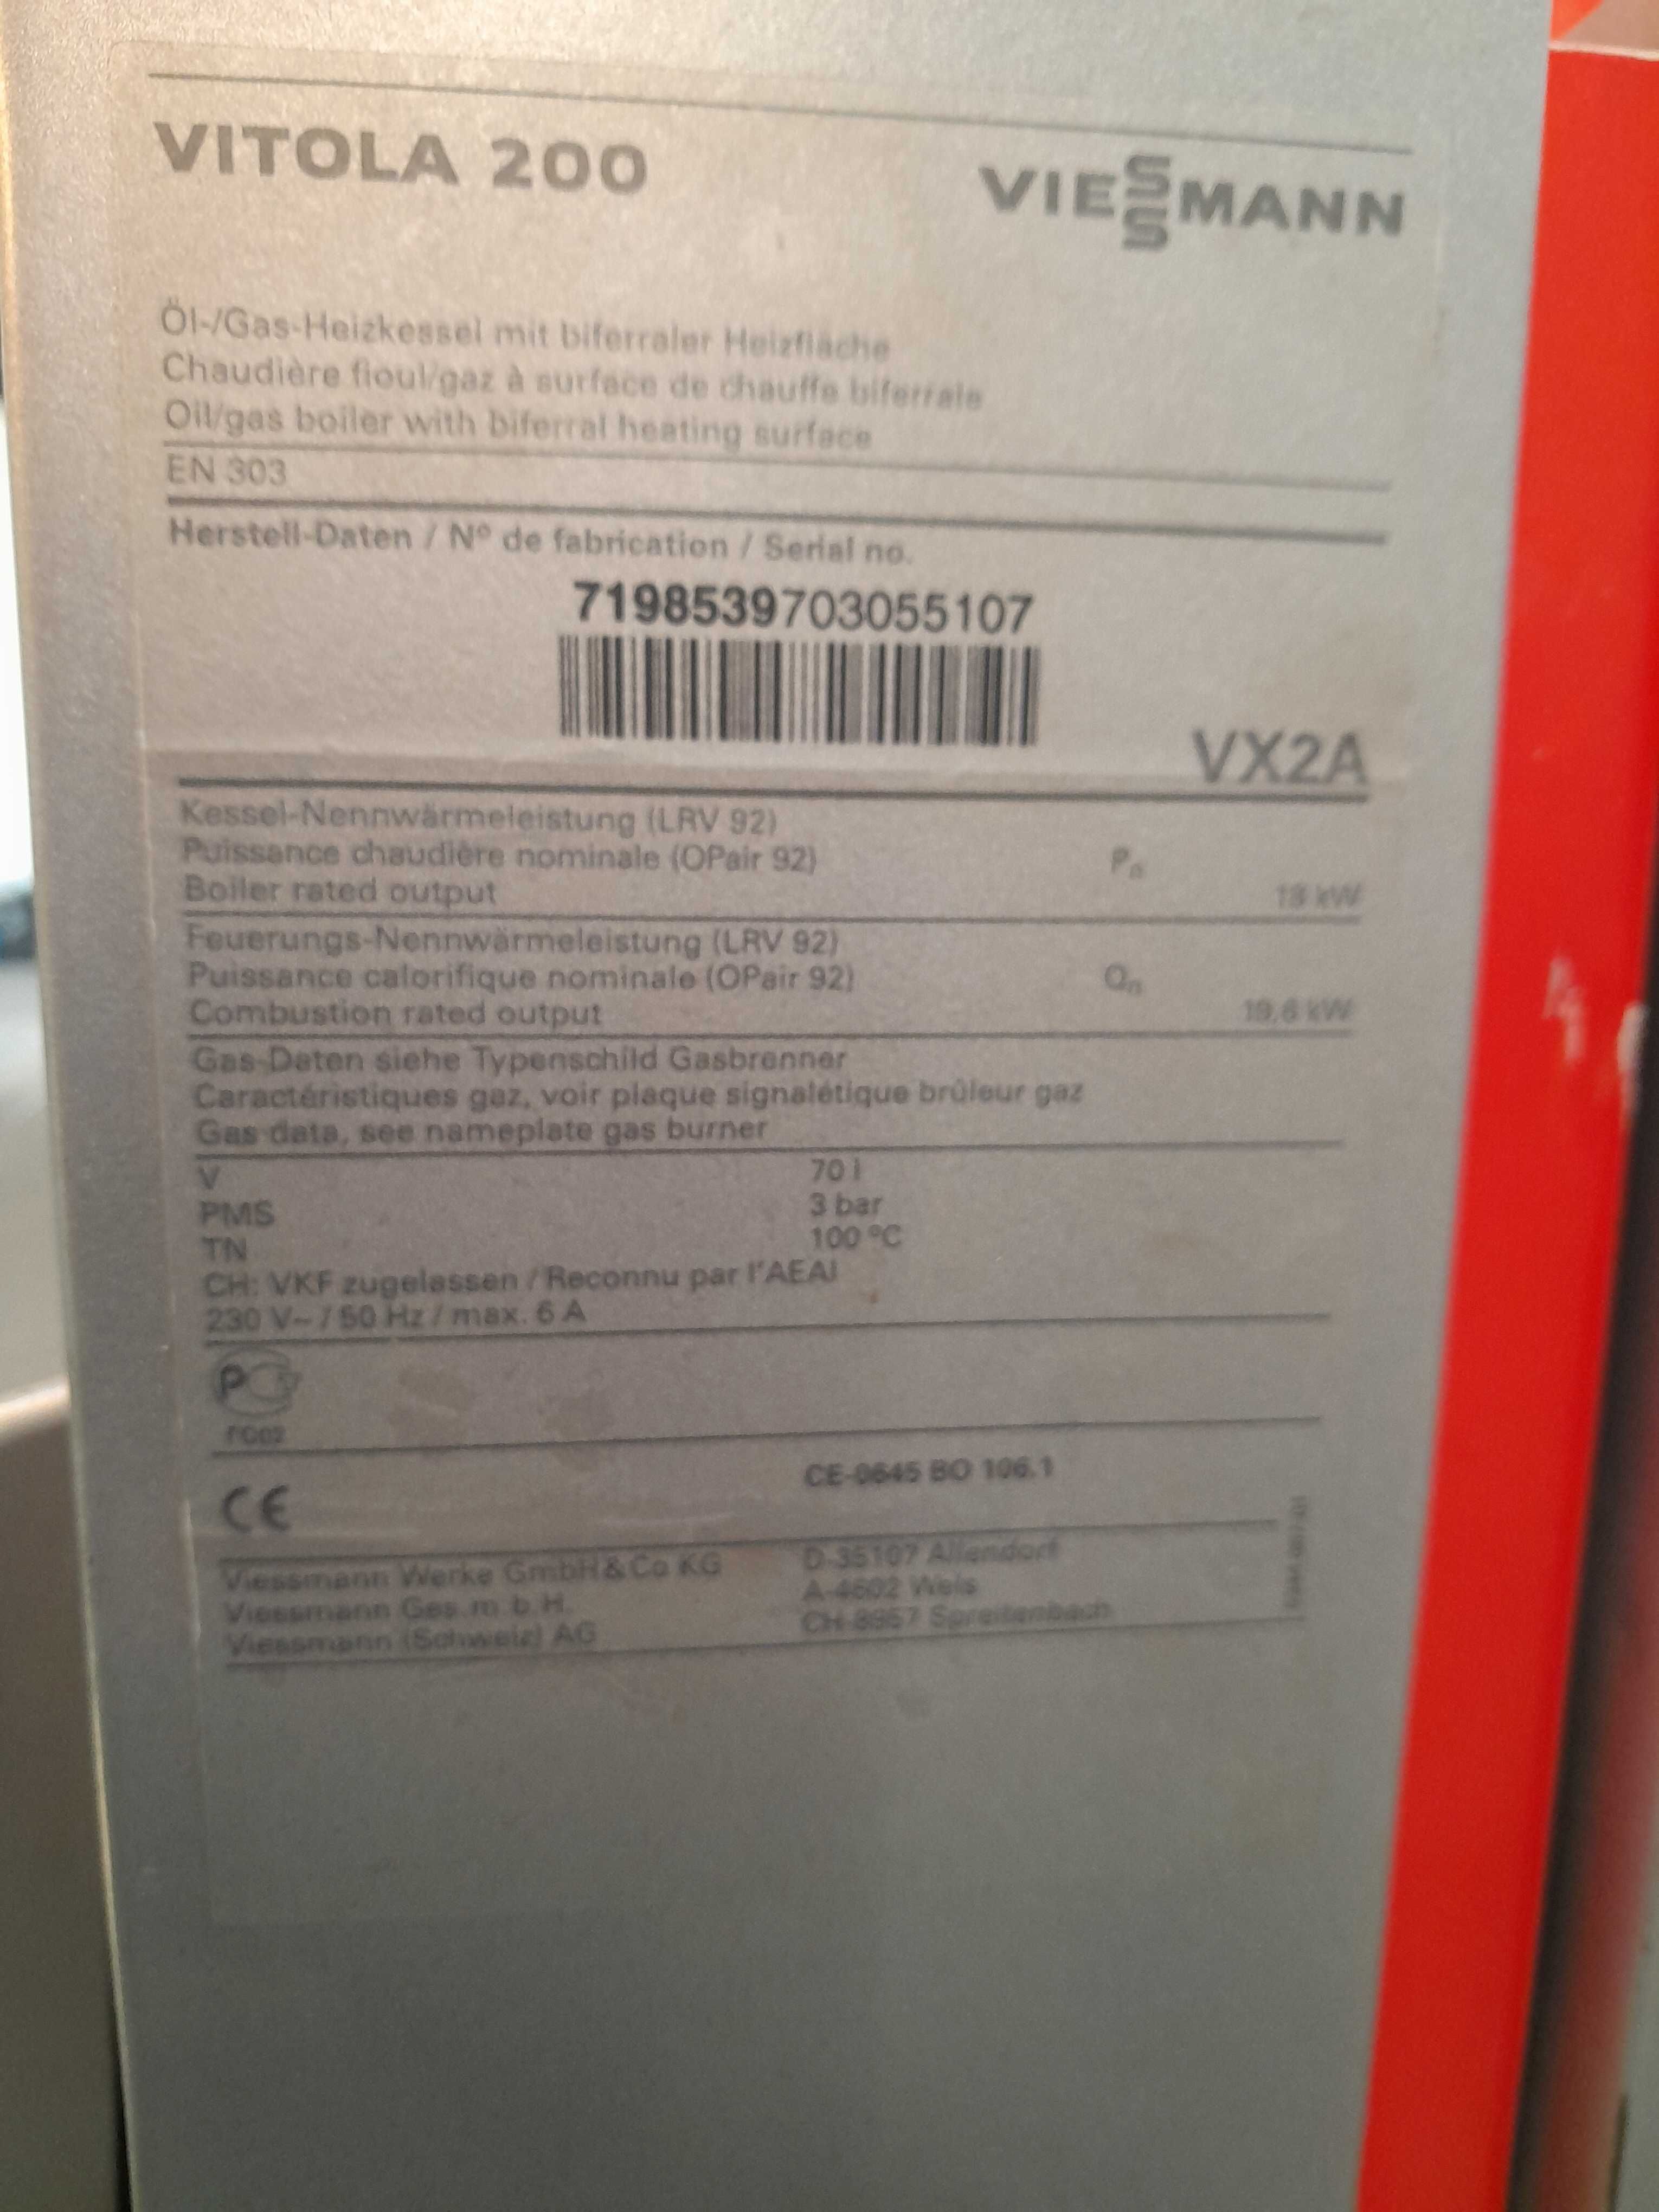 VITOLA 200
VIESSMANN
Öl-/Gas-Heizkessel mit biferraler Heizfläche
Chaudière fioul/gaz à surface de chauffe biferrale
Oil/gas boiler with biferral heating surface
EN 303
Herstell-Daten / N° de fabrication / Serial no.
7198539703055107
VX2A
Kessel-Nennwärmeleistung (LRV 92)
Puissance chaudière nominale (OPair 92) Pn
Boiler rated output 18 kW
Feuerungs-Nennwärmeleistung (LRV 92)
Puissance calorifique nominale (OPair 92) Qn
Combustion rated output 19,6 kW
Gas-Daten siehe Typenschild Gasbrenner
Caractéristiques gaz, voir plaque signalétique brûleur gaz
Gas data, see nameplate gas burner
V 70 l
PMS 3 bar
TN 100 °C
CH: VKF zugelassen / Reconnu par l'AEAI
230 V~ / 50 Hz / max. 6 A
CE
CE-0645 BO 106.1
Viessmann Werke GmbH & Co KG D-35107 Allendorf
Viessmann Ges.m.b.H. A-4602 Wels
Viessmann (Schweiz) AG CH-8957 Spreitenbach